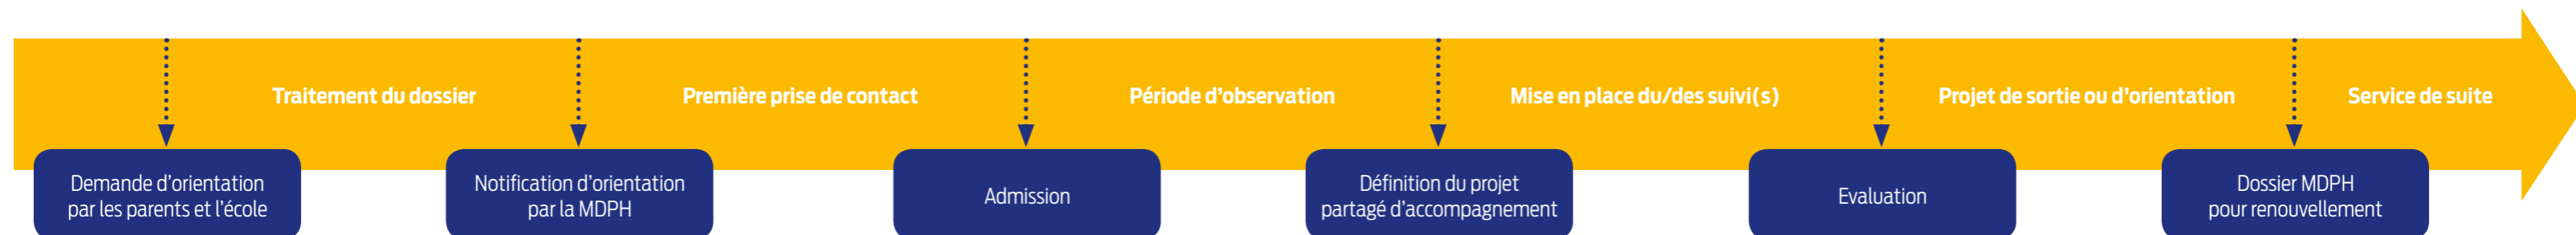 Traitement du dossier
Première prise de contact
Période d'observation
Mise en place du/des suivi(s)
Projet de sortie ou d'orientation
Service de suite
Demande d'orientation
par les parents et l'école
Notification d'orientation
par la MDPH
Admission
Définition du projet
partagé d'accompagnement
Evaluation
Dossier MDPH
pour renouvellement